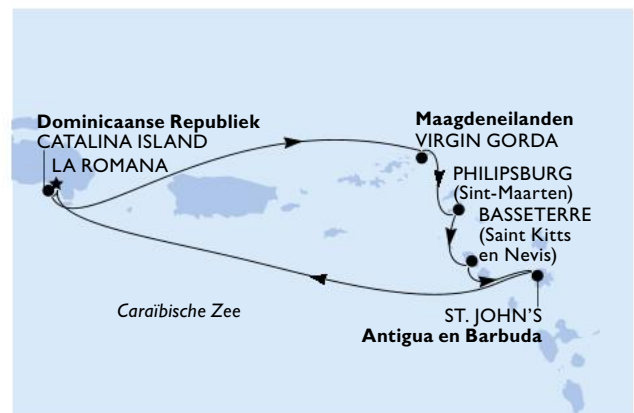 Dominicaanse Republiek
CATALINA ISLAND
LA ROMANA
Maagdeneilanden
VIRGIN GORDA
PHILIPSBURG
(Sint-Maarten)
BASSETERRE
(Saint Kitts
en Nevis)
ST. JOHN'S
Antigua en Barbuda
Caraïbische Zee